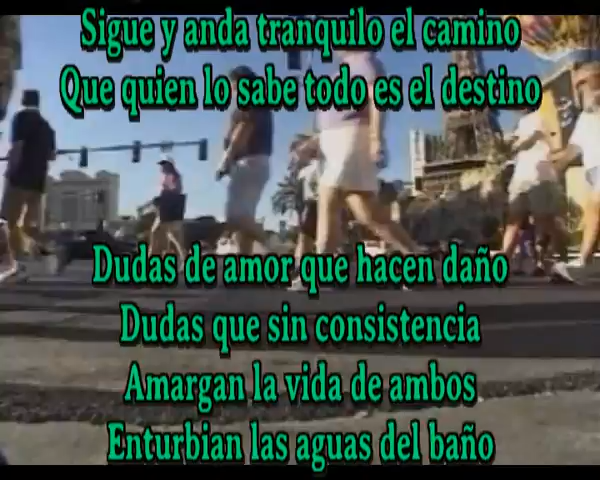 Sigue y anda tranquilo el camino
Que quien lo sabe todo es el destino
Dudas de amor que hacen daño
Dudas que sin consistencia
Amargan la vida de ambos
Enturbian las aguas del baño